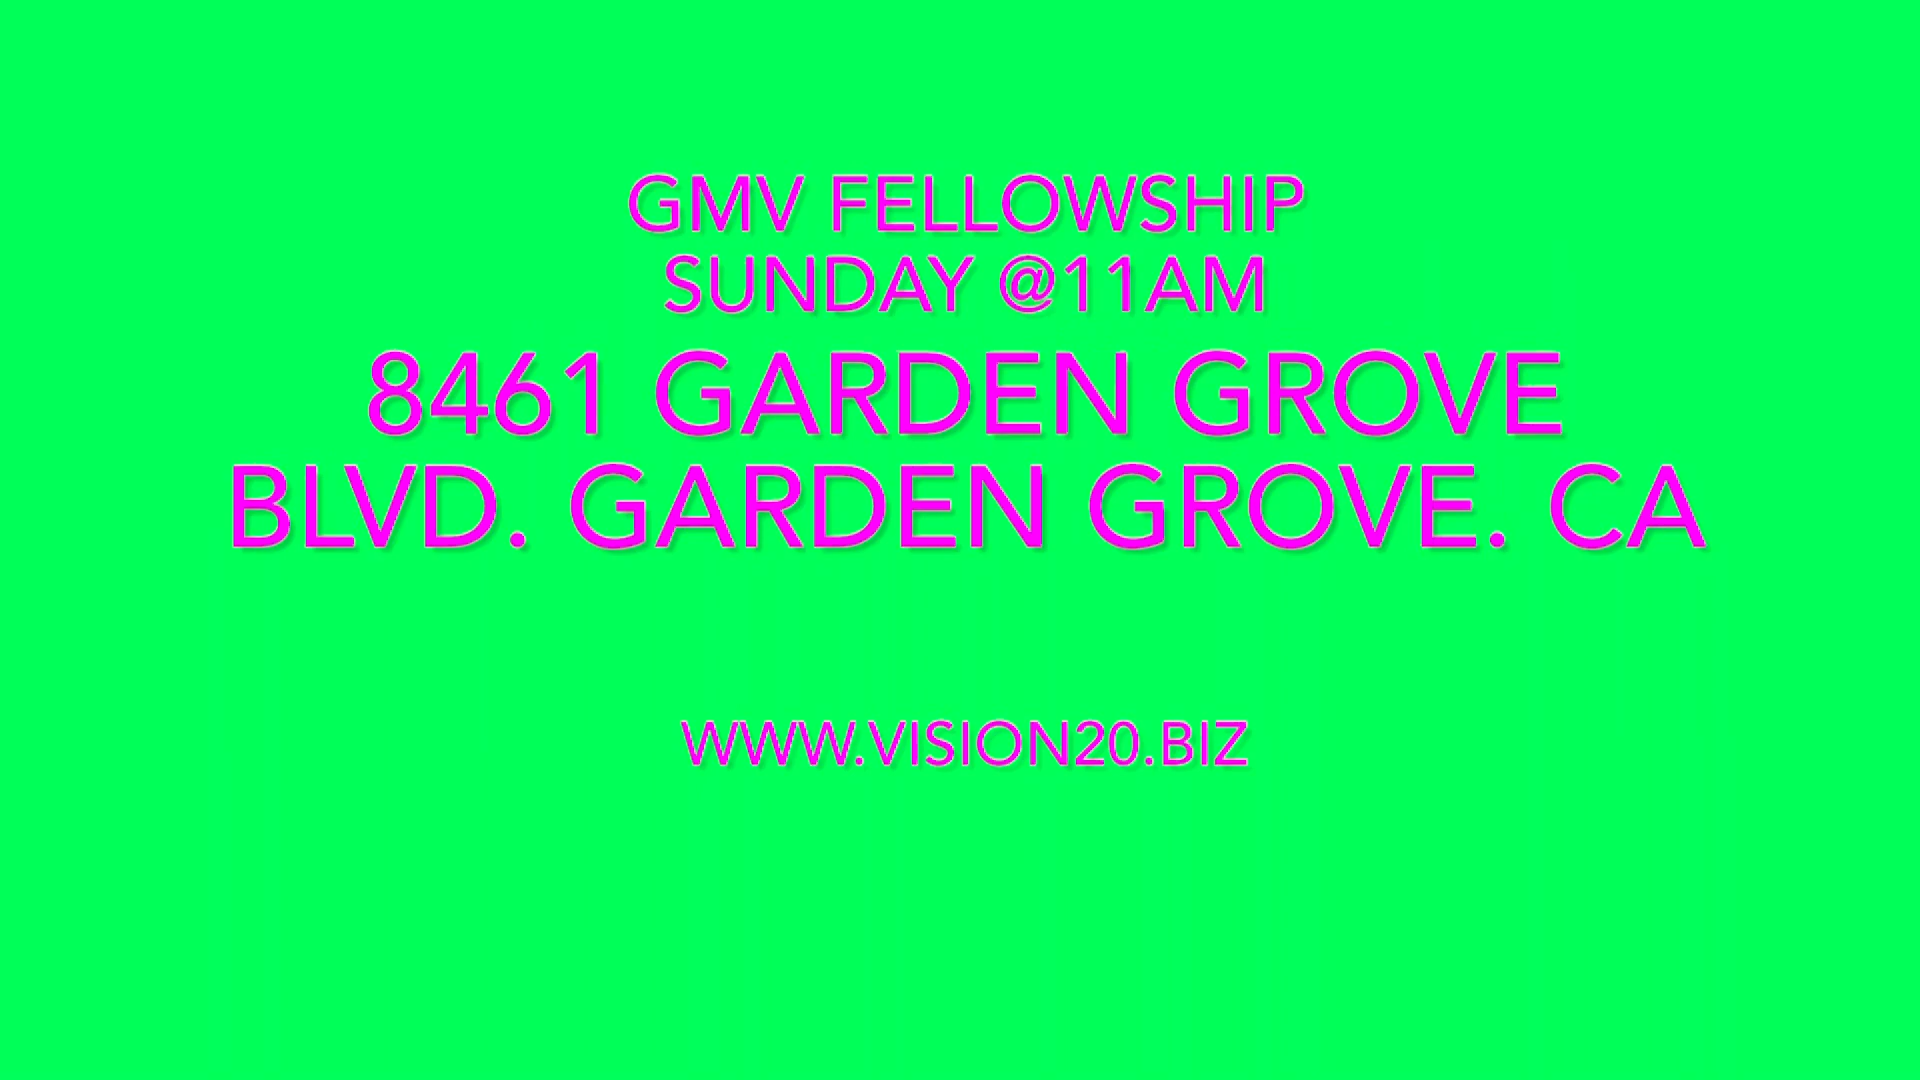 GMV FELLOWSHIP
SUNDAY @11AM
8461 GARDEN GROVE
BLVD. GARDEN GROVE. CA
WWW.VISION20.BIZ